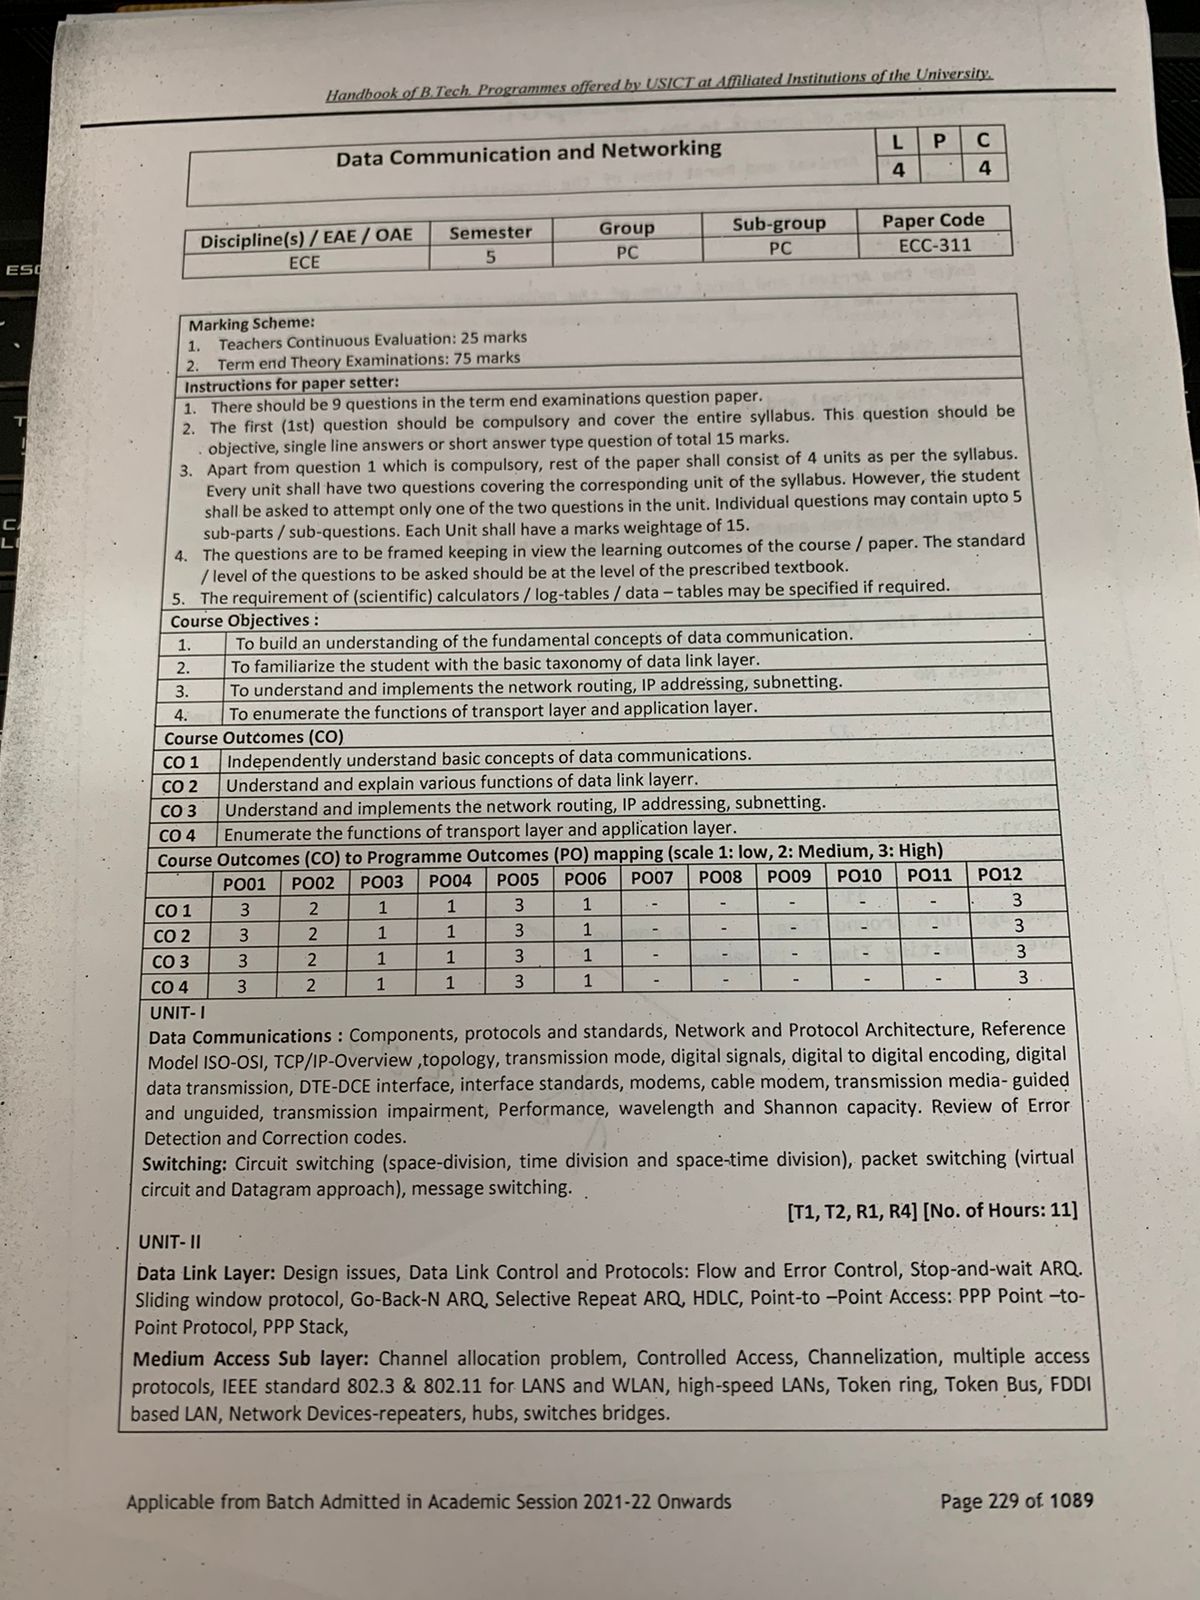 Handbook of B.Tech. Programmes offered by USICT at Affiliated Institutions of the University.
Data Communication and Networking L P C
4 4
Discipline(s) / EAE / OAE Semester Group Sub-group Paper Code
ECE 5 PC PC ECC-311
Marking Scheme:
1. Teachers Continuous Evaluation: 25 marks
2. Term end Theory Examinations: 75 marks
Instructions for paper setter:
1. There should be 9 questions in the term end examinations question paper.
2. The first (1st) question should be compulsory and cover the entire syllabus. This question should be
objective, single line answers or short answer type question of total 15 marks.
3. Apart from question 1 which is compulsory, rest of the paper shall consist of 4 units as per the syllabus.
Every unit shall have two questions covering the corresponding unit of the syllabus. However, the student
shall be asked to attempt only one of the two questions in the unit. Individual questions may contain upto 5
sub-parts / sub-questions. Each Unit shall have a marks weightage of 15.
4. The questions are to be framed keeping in view the learning outcomes of the course / paper. The standard
/ level of the questions to be asked should be at the level of the prescribed textbook.
5. The requirement of (scientific) calculators / log-tables / data – tables may be specified if required.
Course Objectives :
1. To build an understanding of the fundamental concepts of data communication.
2. To familiarize the student with the basic taxonomy of data link layer.
3. To understand and implements the network routing, IP addressing, subnetting.
4. To enumerate the functions of transport layer and application layer.
Course Outcomes (CO)
CO 1 Independently understand basic concepts of data communications.
CO 2 Understand and explain various functions of data link layerr.
CO 3 Understand and implements the network routing, IP addressing, subnetting.
CO 4 Enumerate the functions of transport layer and application layer.
Course Outcomes (CO) to Programme Outcomes (PO) mapping (scale 1: low, 2: Medium, 3: High)
PO01 PO02 PO03 PO04 PO05 PO06 PO07 PO08 PO09 PO10 PO11 PO12
CO 1 3 2 1 1 3 1 - - - - - 3
CO 2 3 2 1 1 3 1 - - - - - 3
CO 3 3 2 1 1 3 1 - - - - - 3
CO 4 3 2 1 1 3 1 - - - - - 3
UNIT- I
Data Communications : Components, protocols and standards, Network and Protocol Architecture, Reference
Model ISO-OSI, TCP/IP-Overview ,topology, transmission mode, digital signals, digital to digital encoding, digital
data transmission, DTE-DCE interface, interface standards, modems, cable modem, transmission media- guided
and unguided, transmission impairment, Performance, wavelength and Shannon capacity. Review of Error
Detection and Correction codes.
Switching: Circuit switching (space-division, time division and space-time division), packet switching (virtual
circuit and Datagram approach), message switching.
[T1, T2, R1, R4] [No. of Hours: 11]
UNIT- II
Data Link Layer: Design issues, Data Link Control and Protocols: Flow and Error Control, Stop-and-wait ARQ.
Sliding window protocol, Go-Back-N ARQ, Selective Repeat ARQ, HDLC, Point-to –Point Access: PPP Point –to-
Point Protocol, PPP Stack,
Medium Access Sub layer: Channel allocation problem, Controlled Access, Channelization, multiple access
protocols, IEEE standard 802.3 & 802.11 for LANS and WLAN, high-speed LANs, Token ring, Token Bus, FDDI
based LAN, Network Devices-repeaters, hubs, switches bridges.
Applicable from Batch Admitted in Academic Session 2021-22 Onwards Page 229 of 1089